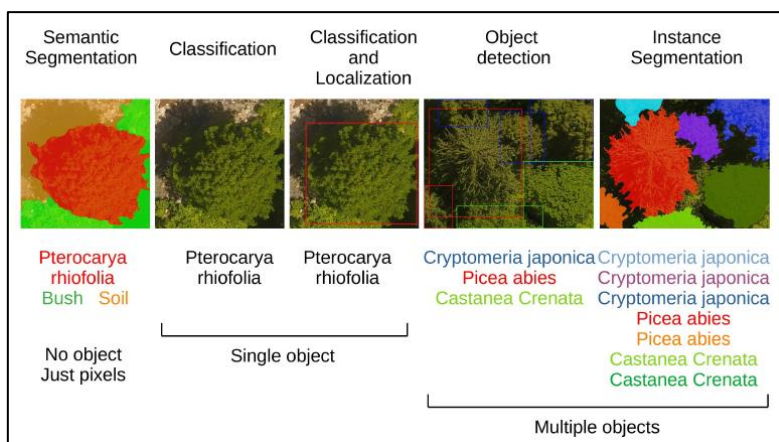 Semantic
Segmentation
Classification
Classification
and
Localization
Object
detection
Instance
Segmentation
Pterocarya
rhiofolia
Bush Soil
Pterocarya
rhiofolia
Pterocarya
rhiofolia
Cryptomeria japonica
Picea abies
Castanea Crenata
Cryptomeria japonica
Cryptomeria japonica
Cryptomeria japonica
Picea abies
Picea abies
Castanea Crenata
Castanea Crenata
No object
Just pixels
Single object
Multiple objects